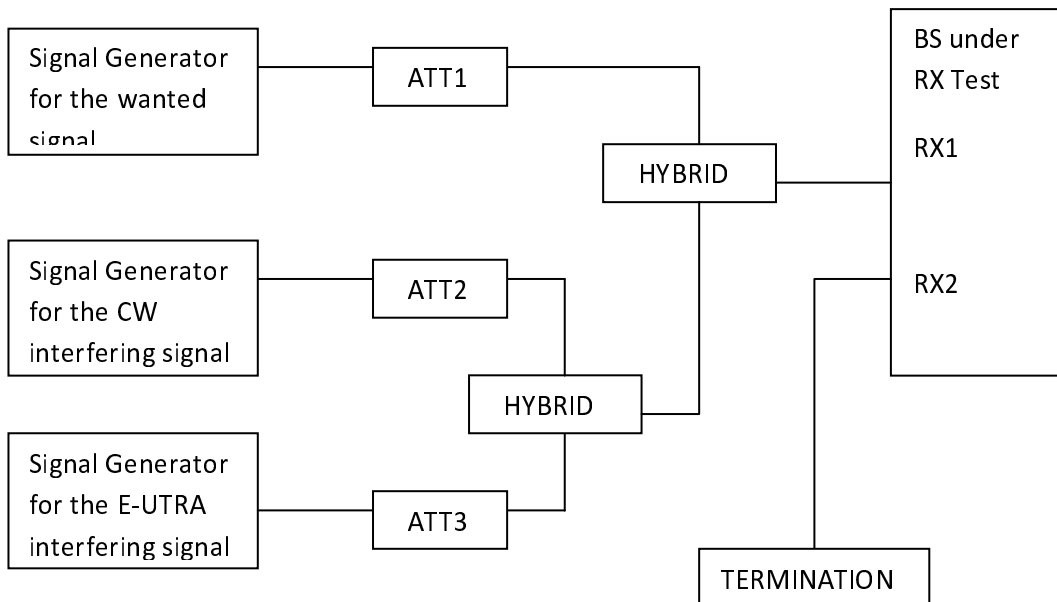 Signal Generator
for the wanted
signal
ATT1
HYBRID
BS under
RX Test
RX1
RX2
Signal Generator
for the CW
interfering signal
ATT2
HYBRID
Signal Generator
for the E-UTRA
interfering signal
ATT3
TERMINATION